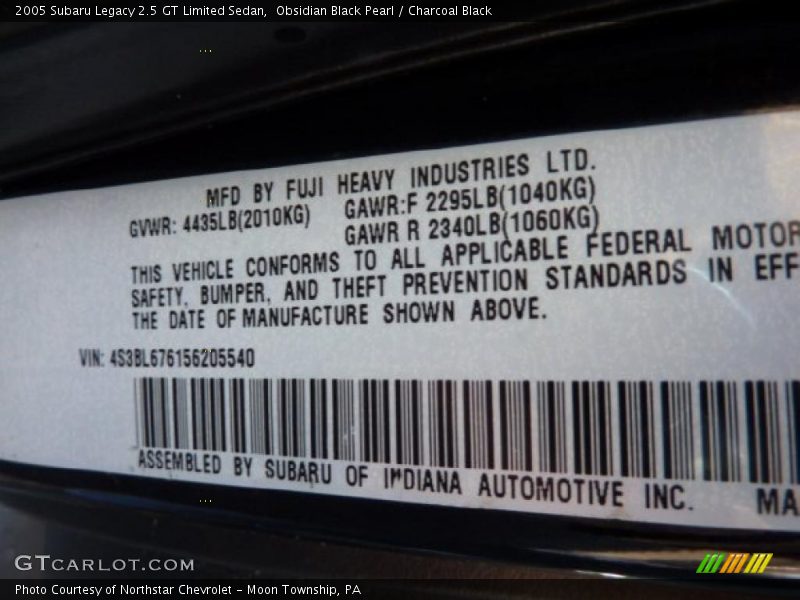 2005 Subaru Legacy 2.5 GT Limited Sedan,  Obsidian Black Pearl / Charcoal Black
MFD BY FUJI HEAVY INDUSTRIES LTD.
GVWR: 4435LB(2010KG) GAWR:F 2295LB(1040KG)
GAWR R 2340LB(1060KG)
THIS VEHICLE CONFORMS TO ALL APPLICABLE FEDERAL MOTOR
SAFETY, BUMPER, AND THEFT PREVENTION STANDARDS IN EFF
THE DATE OF MANUFACTURE SHOWN ABOVE.
VIN: 4S3BL676156205540
ASSEMBLED BY SUBARU OF INDIANA AUTOMOTIVE INC. MA
GTCARLOT.COM
Photo Courtesy of Northstar Chevrolet - Moon Township, PA